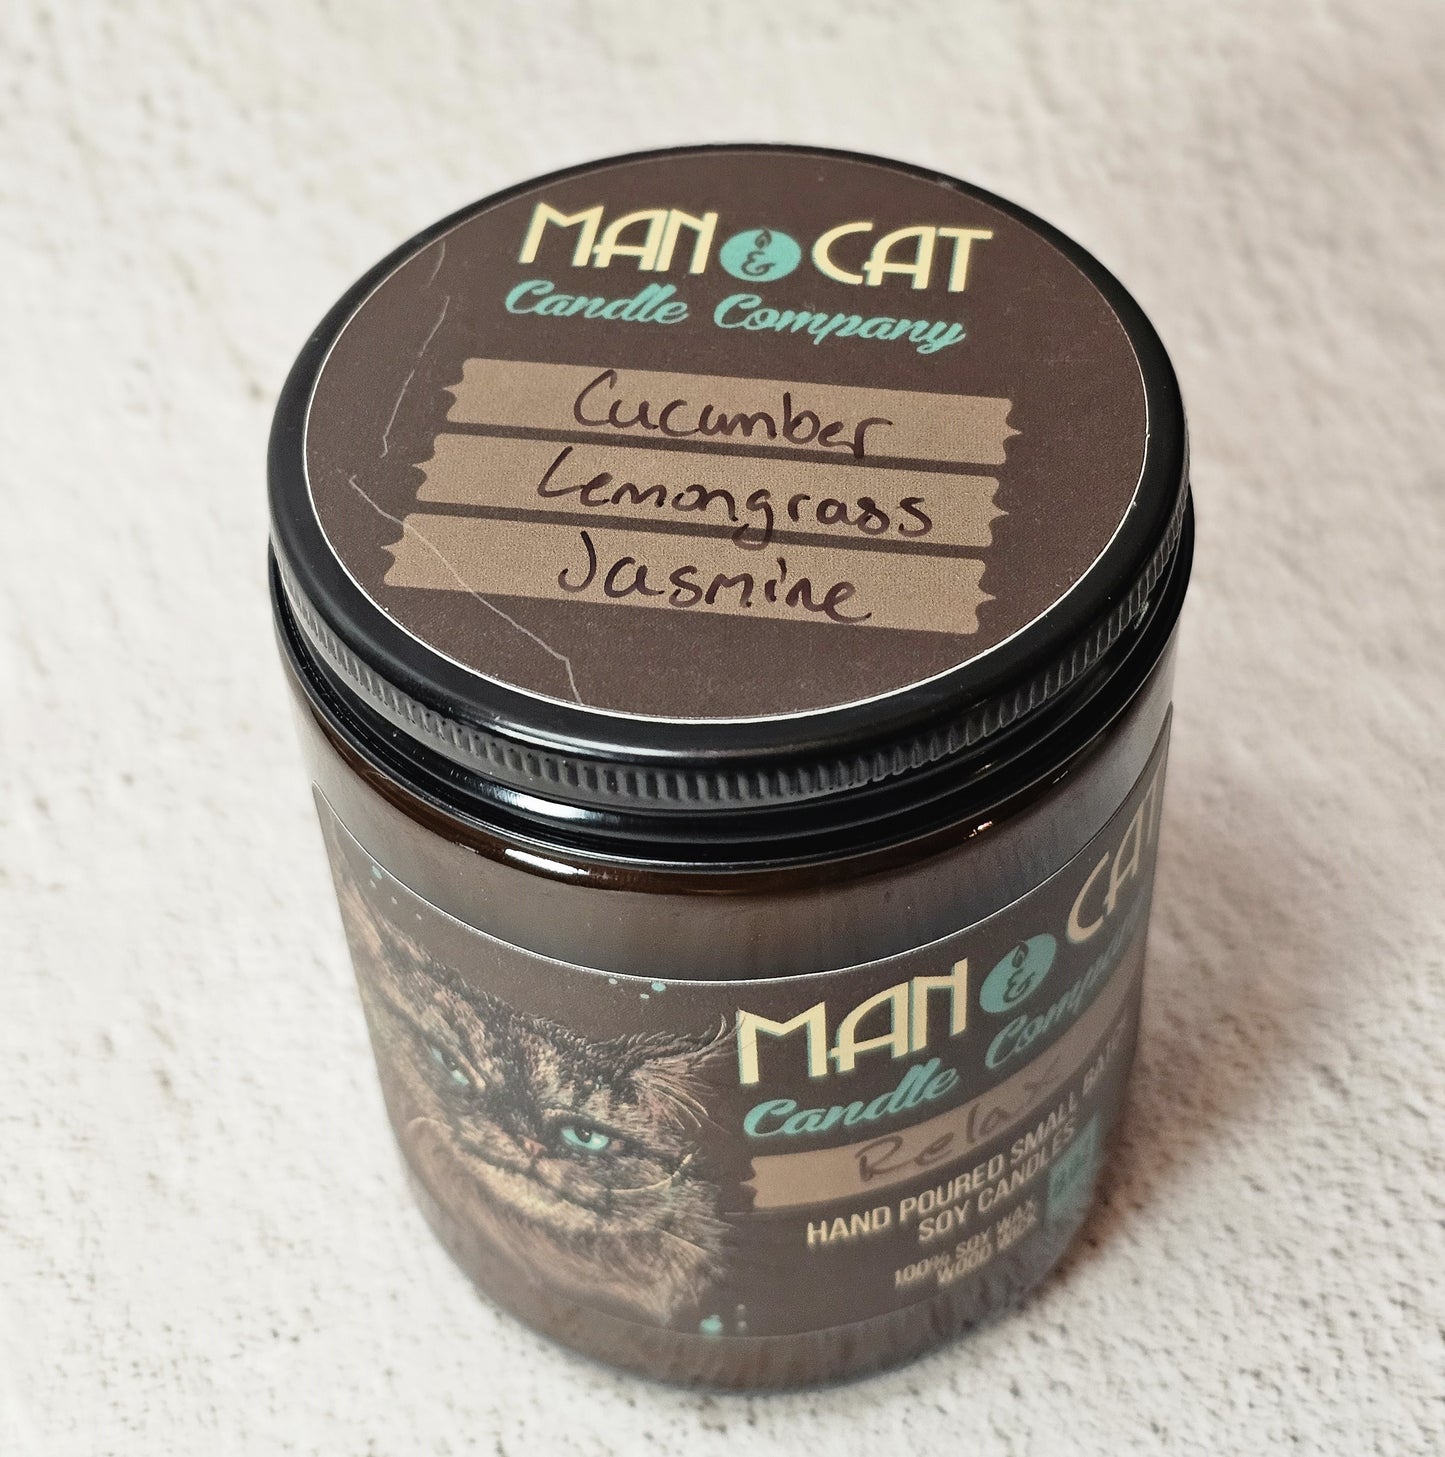 MAN & CAT
Candle Company
Cucumber
Lemongrass
Jasmine
MAN & CAT
Candle Company
Relax
HAND POURED SMALL
SOY CANDLES
100% SOY WAX
WOOD WICK